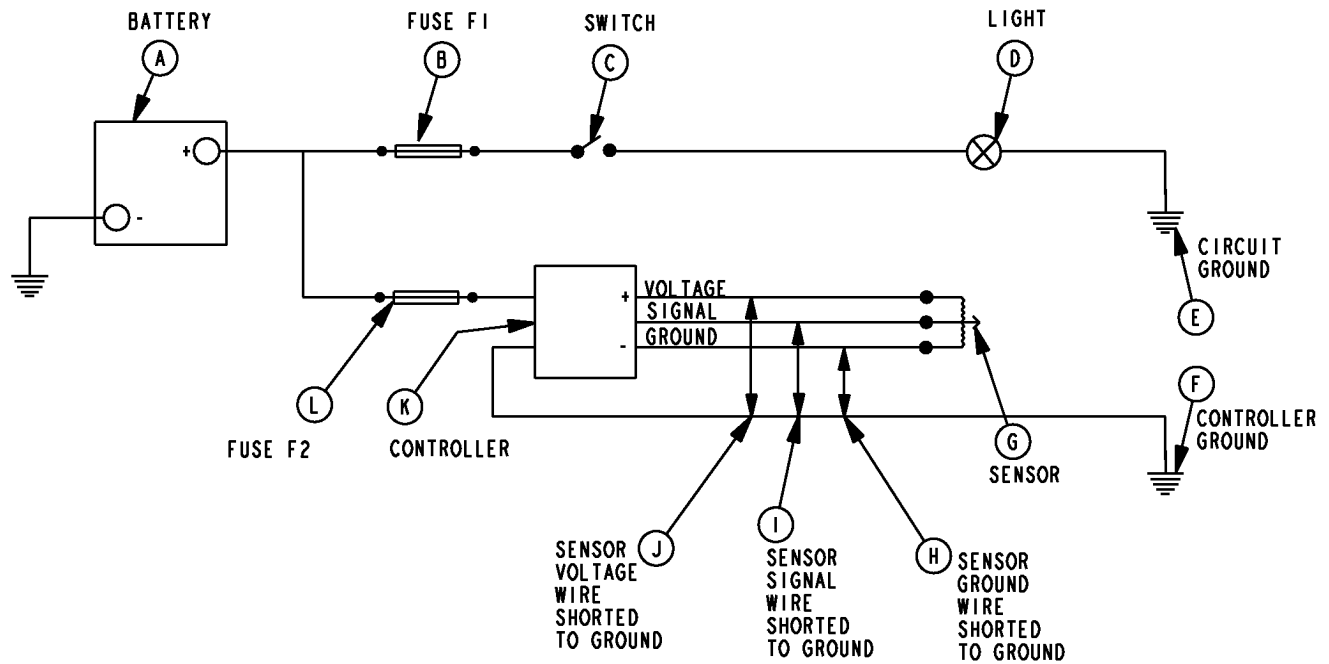 BATTERY
A
FUSE F1
B
SWITCH
C
LIGHT
D
+
-
CIRCUIT
GROUND
E
+
-
VOLTAGE
SIGNAL
GROUND
L
FUSE F2
K
CONTROLLER
F
CONTROLLER
GROUND
G
SENSOR
J
SENSOR
VOLTAGE
WIRE
SHORTED
TO GROUND
I
SENSOR
SIGNAL
WIRE
SHORTED
TO GROUND
H
SENSOR
GROUND
WIRE
SHORTED
TO GROUND